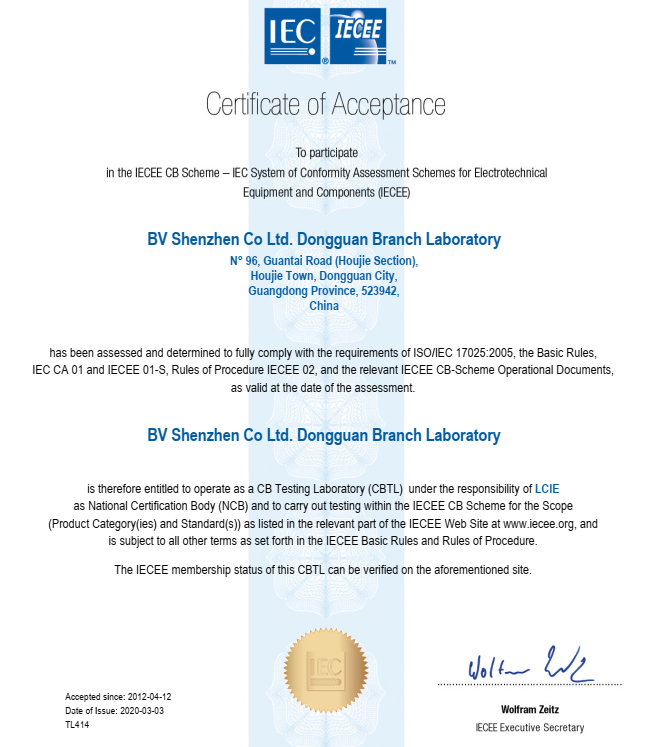 IEC IECEE
® ™
Certificate of Acceptance
To participate
in the IECEE CB Scheme – IEC System of Conformity Assessment Schemes for Electrotechnical
Equipment and Components (IECEE)
BV Shenzhen Co Ltd. Dongguan Branch Laboratory
N° 96, Guantai Road (Houjie Section),
Houjie Town, Dongguan City,
Guangdong Province, 523942,
China
has been assessed and determined to fully comply with the requirements of ISO/IEC 17025:2005, the Basic Rules,
IEC CA 01 and IECEE 01-S, Rules of Procedure IECEE 02, and the relevant IECEE CB-Scheme Operational Documents,
as valid at the date of the assessment.
BV Shenzhen Co Ltd. Dongguan Branch Laboratory
is therefore entitled to operate as a CB Testing Laboratory (CBTL) under the responsibility of LCIE
as National Certification Body (NCB) and to carry out testing within the IECEE CB Scheme for the Scope
(Product Category(ies) and Standard(s)) as listed in the relevant part of the IECEE Web Site at www.iecee.org, and
is subject to all other terms as set forth in the IECEE Basic Rules and Rules of Procedure.
The IECEE membership status of this CBTL can be verified on the aforementioned site.
IEC
Wolfram Zeitz
Accepted since: 2012-04-12
Date of Issue: 2020-03-03
TL414
Wolfram Zeitz
IECEE Executive Secretary